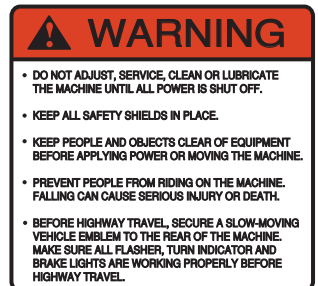 WARNING
• DO NOT ADJUST, SERVICE, CLEAN OR LUBRICATE
THE MACHINE UNTIL ALL POWER IS SHUT OFF.
• KEEP ALL SAFETY SHIELDS IN PLACE.
• KEEP PEOPLE AND OBJECTS CLEAR OF EQUIPMENT
BEFORE APPLYING POWER OR MOVING THE MACHINE.
• PREVENT PEOPLE FROM RIDING ON THE MACHINE.
FALLING CAN CAUSE SERIOUS INJURY OR DEATH.
• BEFORE HIGHWAY TRAVEL, SECURE A SLOW-MOVING
VEHICLE EMBLEM TO THE REAR OF THE MACHINE.
MAKE SURE ALL FLASHER, TURN INDICATOR AND
BRAKE LIGHTS ARE WORKING PROPERLY BEFORE
HIGHWAY TRAVEL.